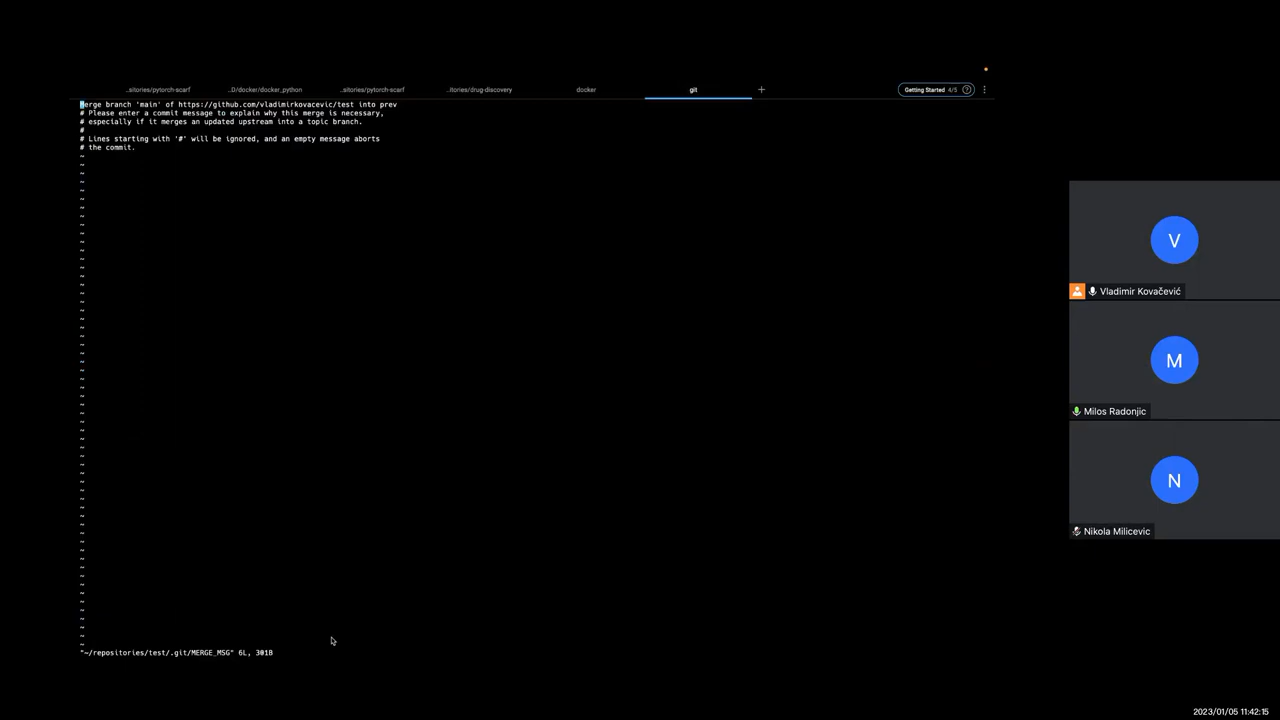 ..sitories/pytorch-scarf
..D/docker/docker_python
..sitories/pytorch-scarf
..itories/drug-discovery
docker
git
Getting Started 4/5
Merge branch 'main' of https://github.com/vladimirkovacevic/test into prev
# Please enter a commit message to explain why this merge is necessary,
# especially if it merges an updated upstream into a topic branch.
#
# Lines starting with '#' will be ignored, and an empty message aborts
# the commit.
"~/repositories/test/.git/MERGE_MSG" 6L, 301B
V
Vladimir Kovačević
M
Milos Radonjic
N
Nikola Milicevic
2023/01/05 11:42:15